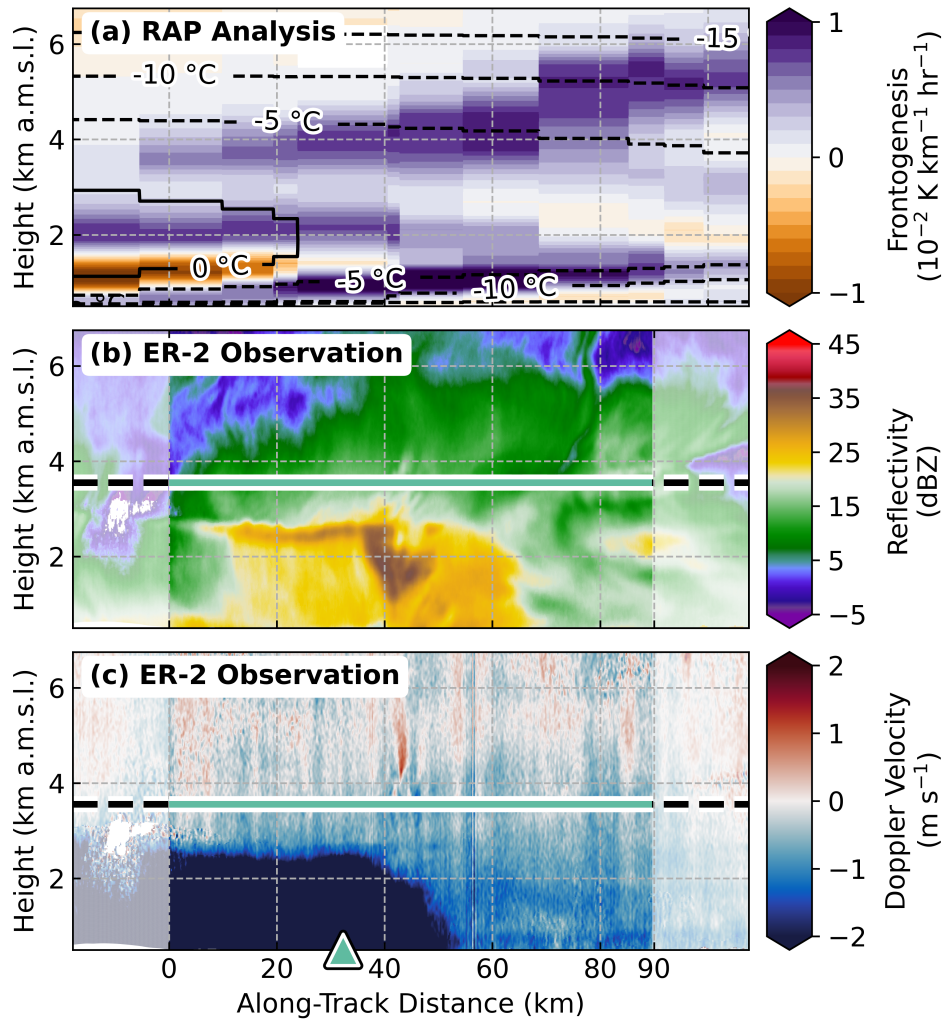 (a) RAP Analysis
-15
-10 °C
-5 °C
0 °C
-5 °C
-10 °C
6
4
2
Height (km a.m.s.l.)
1
0
−1
Frontogenesis
(10⁻² K km⁻¹ hr⁻¹)
(b) ER-2 Observation
6
4
2
Height (km a.m.s.l.)
45
35
25
15
5
−5
Reflectivity
(dBZ)
(c) ER-2 Observation
6
4
2
Height (km a.m.s.l.)
2
1
0
−1
−2
Doppler Velocity
(m s⁻¹)
0 20 40 60 80 90
Along-Track Distance (km)